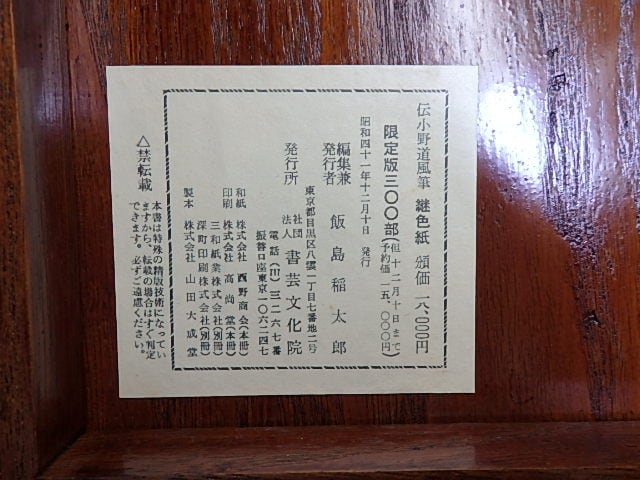 伝小野道風筆 継色紙 頒価 一八、〇〇〇円
限定版三〇〇部(但十二月十日まで予約価 一五、〇〇〇円)
昭和四十一年十二月十日 発行
編集兼発行者 飯島稲太郎
東京都目黒区八雲一丁目七番地二号
発行所 社団法人 書芸文化院
電話(717)三二六七番
振替口座東京一〇六二四七
和紙 株式会社 西野商会(本冊)
三和紙業株式会社(別冊)
印刷 株式会社 高尚堂(本冊)
深町印刷株式会社(別冊)
製本 株式会社 山田大成堂
△禁転載
本書は特殊の精版技術になってい
ますから、転載の場合はすぐ判定
できます。必ずご遠慮ください。